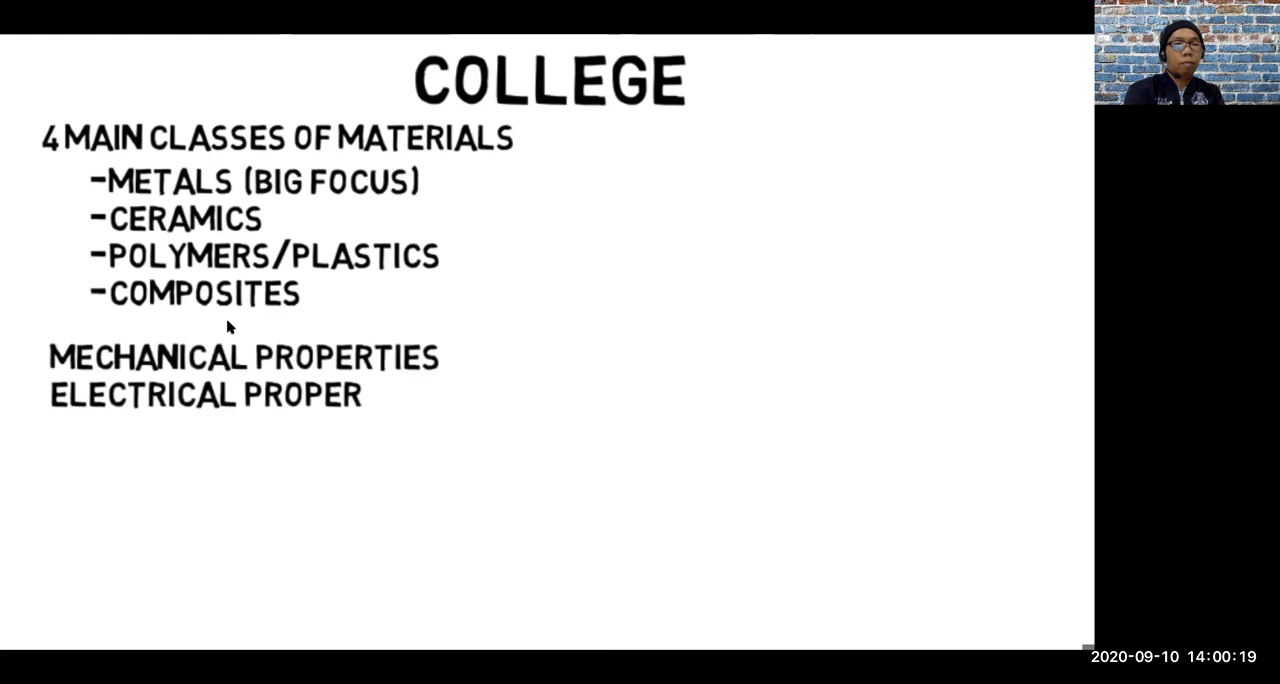 COLLEGE
4 MAIN CLASSES OF MATERIALS
-METALS (BIG FOCUS)
-CERAMICS
-POLYMERS/PLASTICS
-COMPOSITES
MECHANICAL PROPERTIES
ELECTRICAL PROPER
2020-09-10 14:00:19